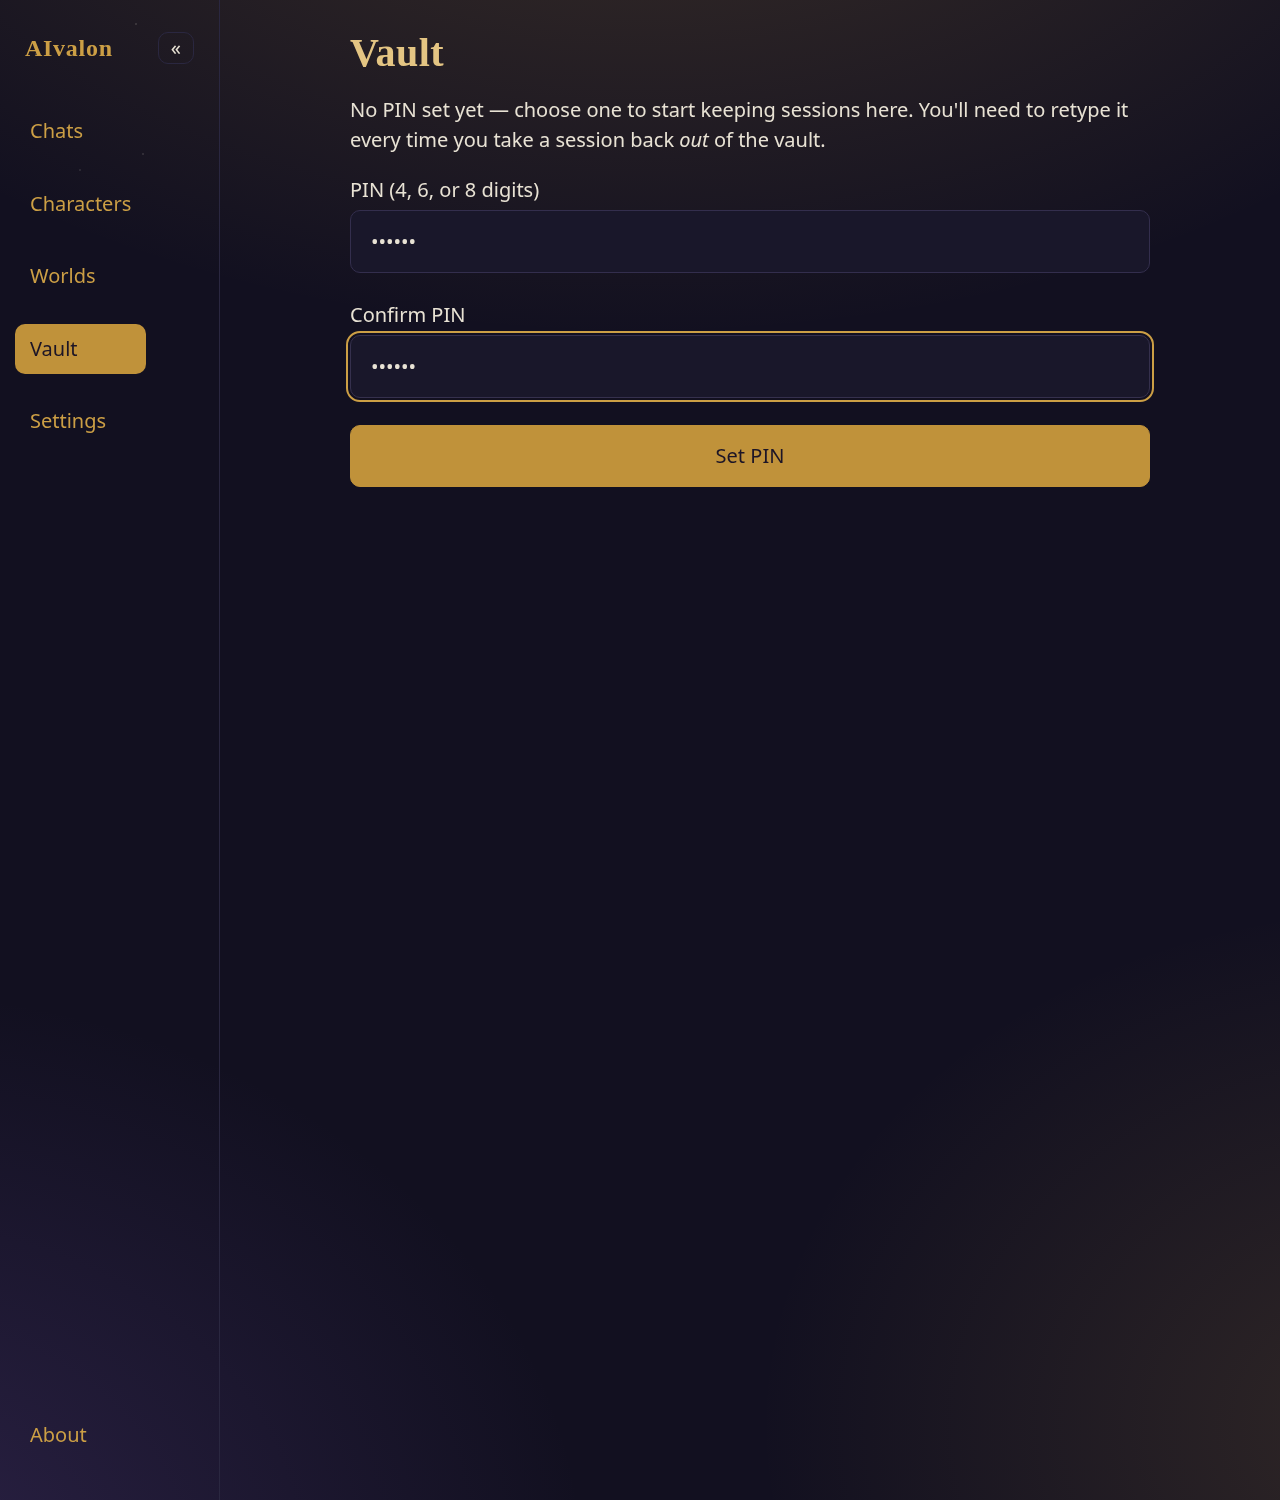 AIvalon
«
Chats
Characters
Worlds
Vault
Settings
About
Vault
No PIN set yet — choose one to start keeping sessions here. You'll need to retype it
every time you take a session back out of the vault.
PIN (4, 6, or 8 digits)
••••••
Confirm PIN
••••••
Set PIN